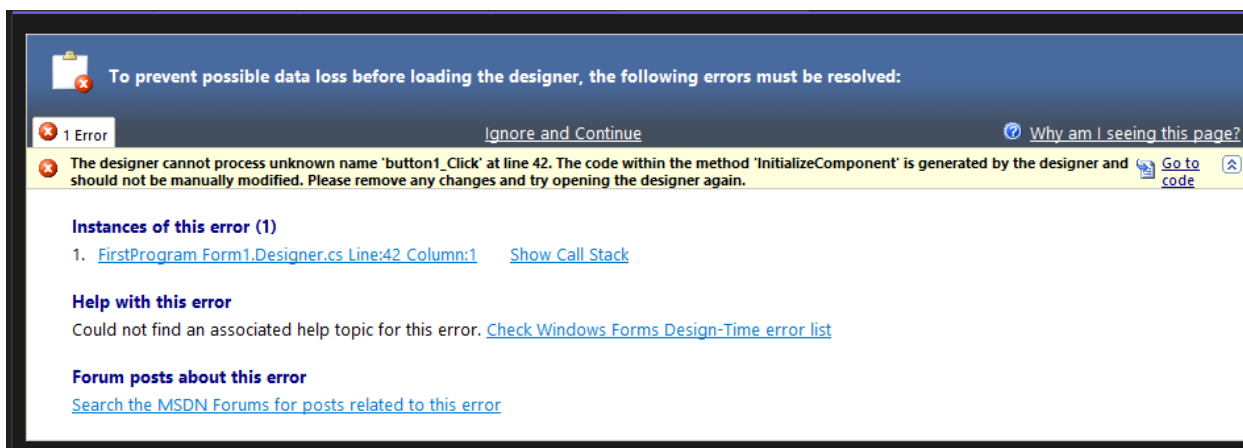 To prevent possible data loss before loading the designer, the following errors must be resolved:
1 Error
Ignore and Continue
Why am I seeing this page?
The designer cannot process unknown name 'button1_Click' at line 42. The code within the method 'InitializeComponent' is generated by the designer and
should not be manually modified. Please remove any changes and try opening the designer again.
Go to
code
Instances of this error (1)
1. FirstProgram Form1.Designer.cs Line:42 Column:1
Show Call Stack
Help with this error
Could not find an associated help topic for this error. Check Windows Forms Design-Time error list
Forum posts about this error
Search the MSDN Forums for posts related to this error